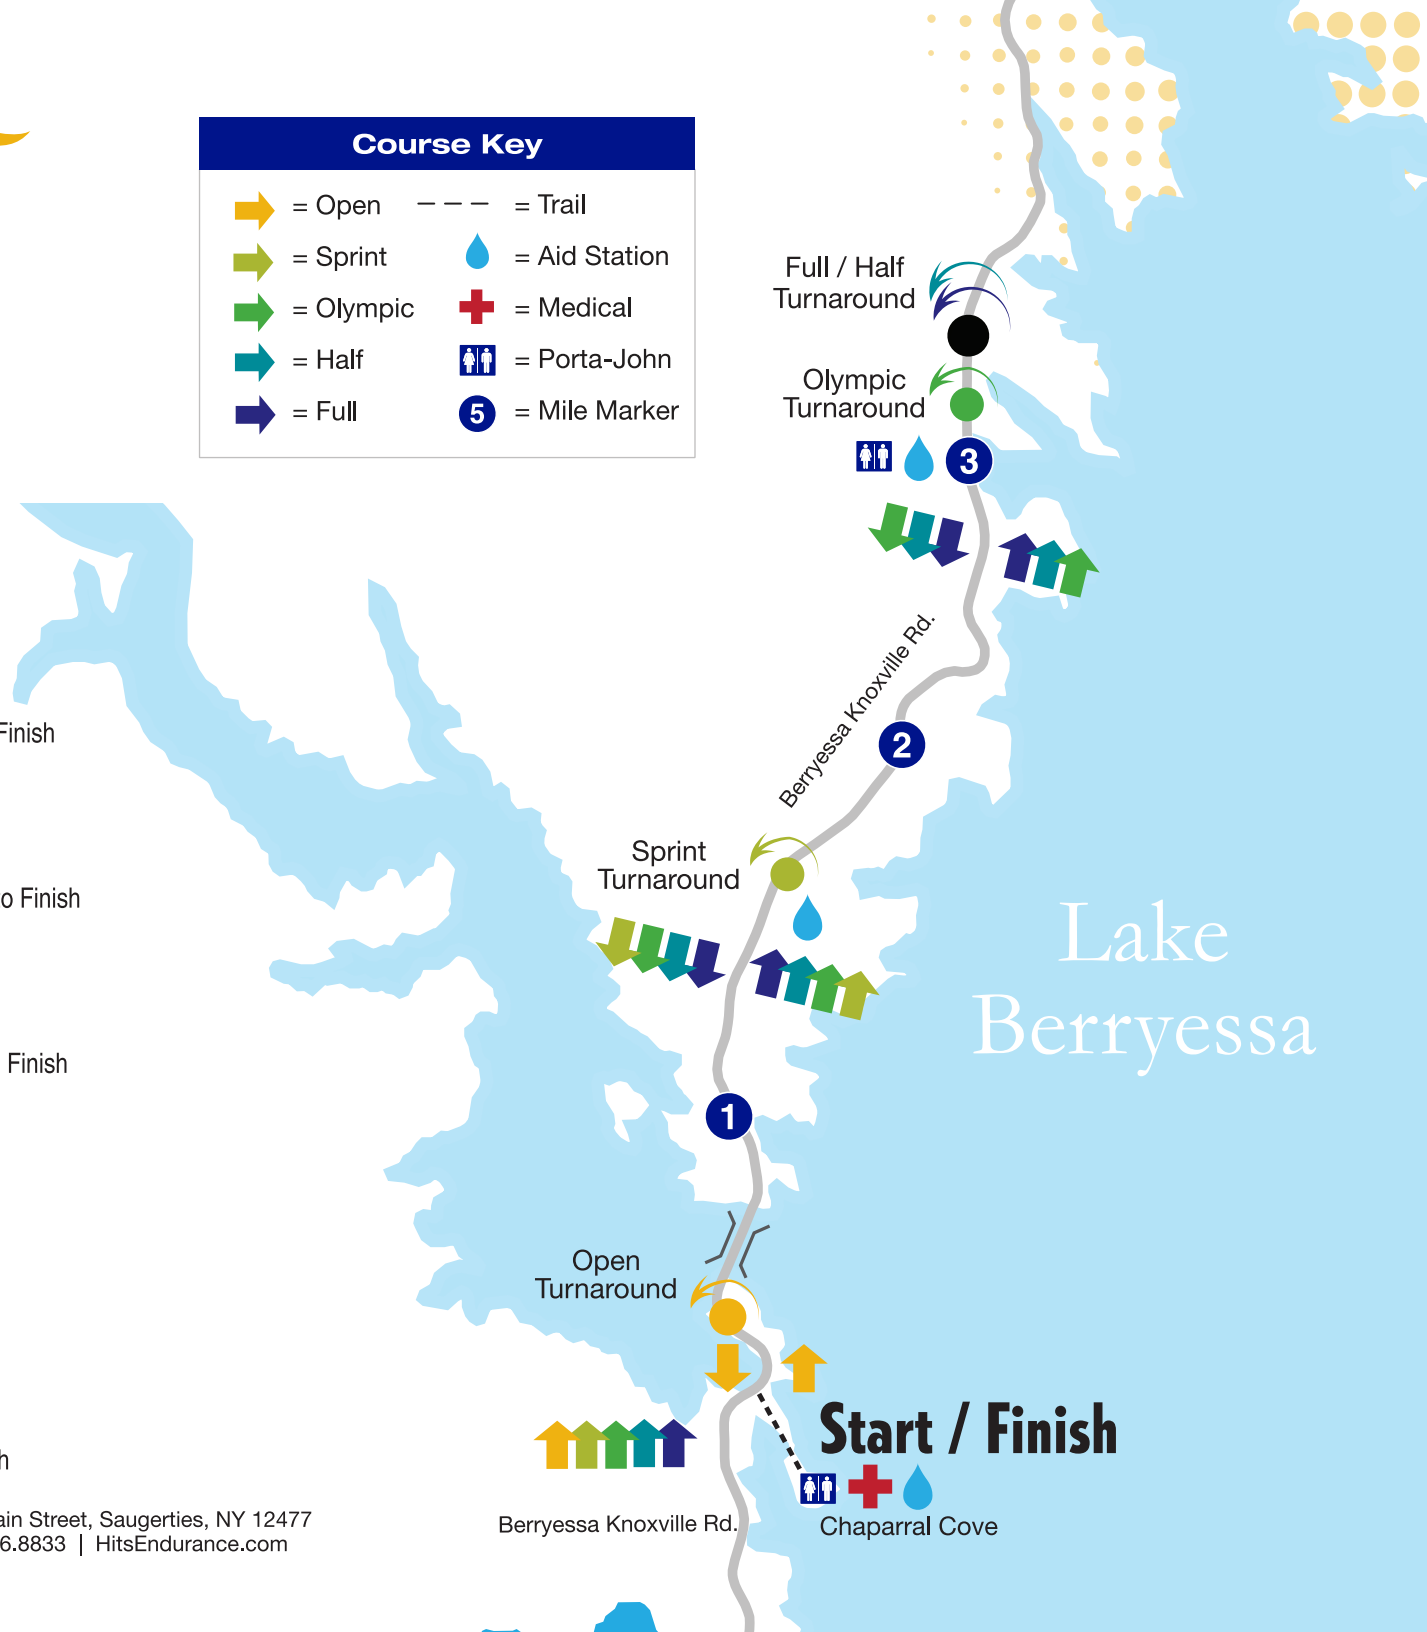 Course Key
= Open
= Trail
= Sprint
= Aid Station
= Olympic
= Medical
= Half
= Porta-John
= Full
5 = Mile Marker
Full / Half
Turnaround
Olympic
Turnaround
3
Berryessa Knoxville Rd.
2
Finish
Sprint
Turnaround
o Finish
Lake
Berryessa
Finish
1
Open
Turnaround
Start / Finish
h
ain Street, Saugerties, NY 12477
6.8833 | HitsEndurance.com
Berryessa Knoxville Rd.
Chaparral Cove